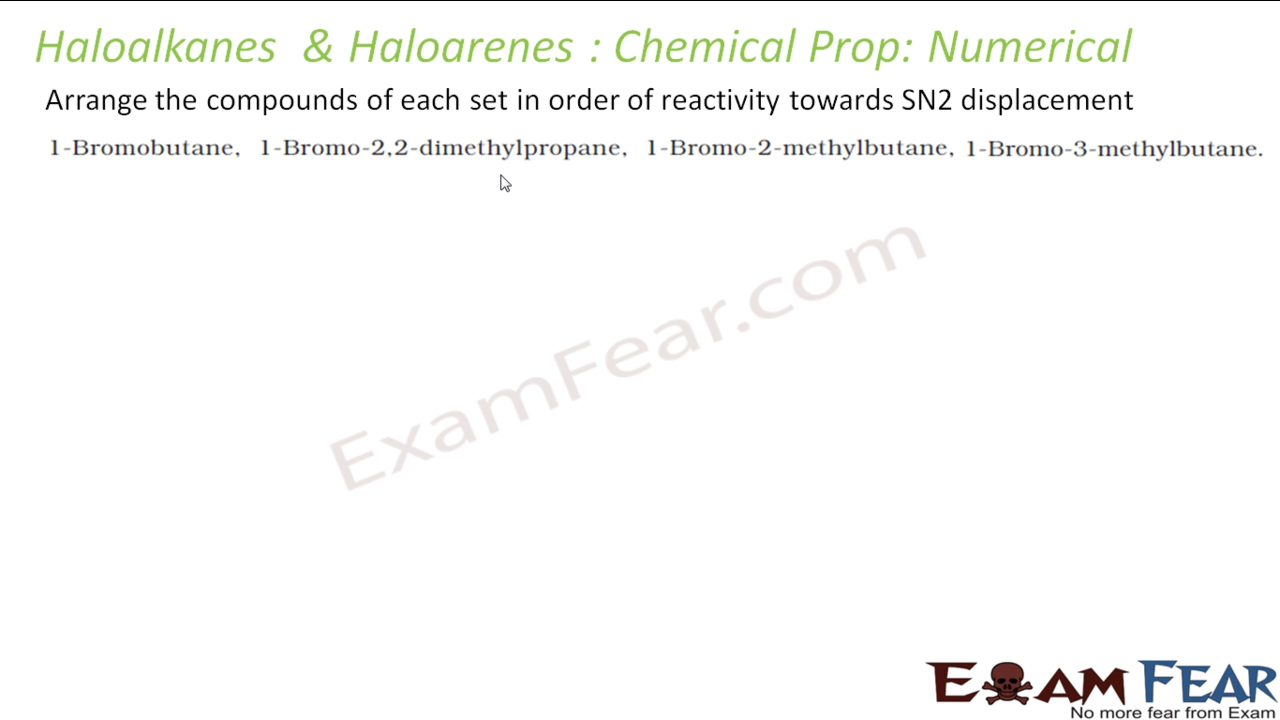 Haloalkanes & Haloarenes : Chemical Prop: Numerical
Arrange the compounds of each set in order of reactivity towards SN2 displacement
1-Bromobutane, 1-Bromo-2,2-dimethylpropane, 1-Bromo-2-methylbutane, 1-Bromo-3-methylbutane.
ExamFear.com
EXAM FEAR
No more fear from Exam